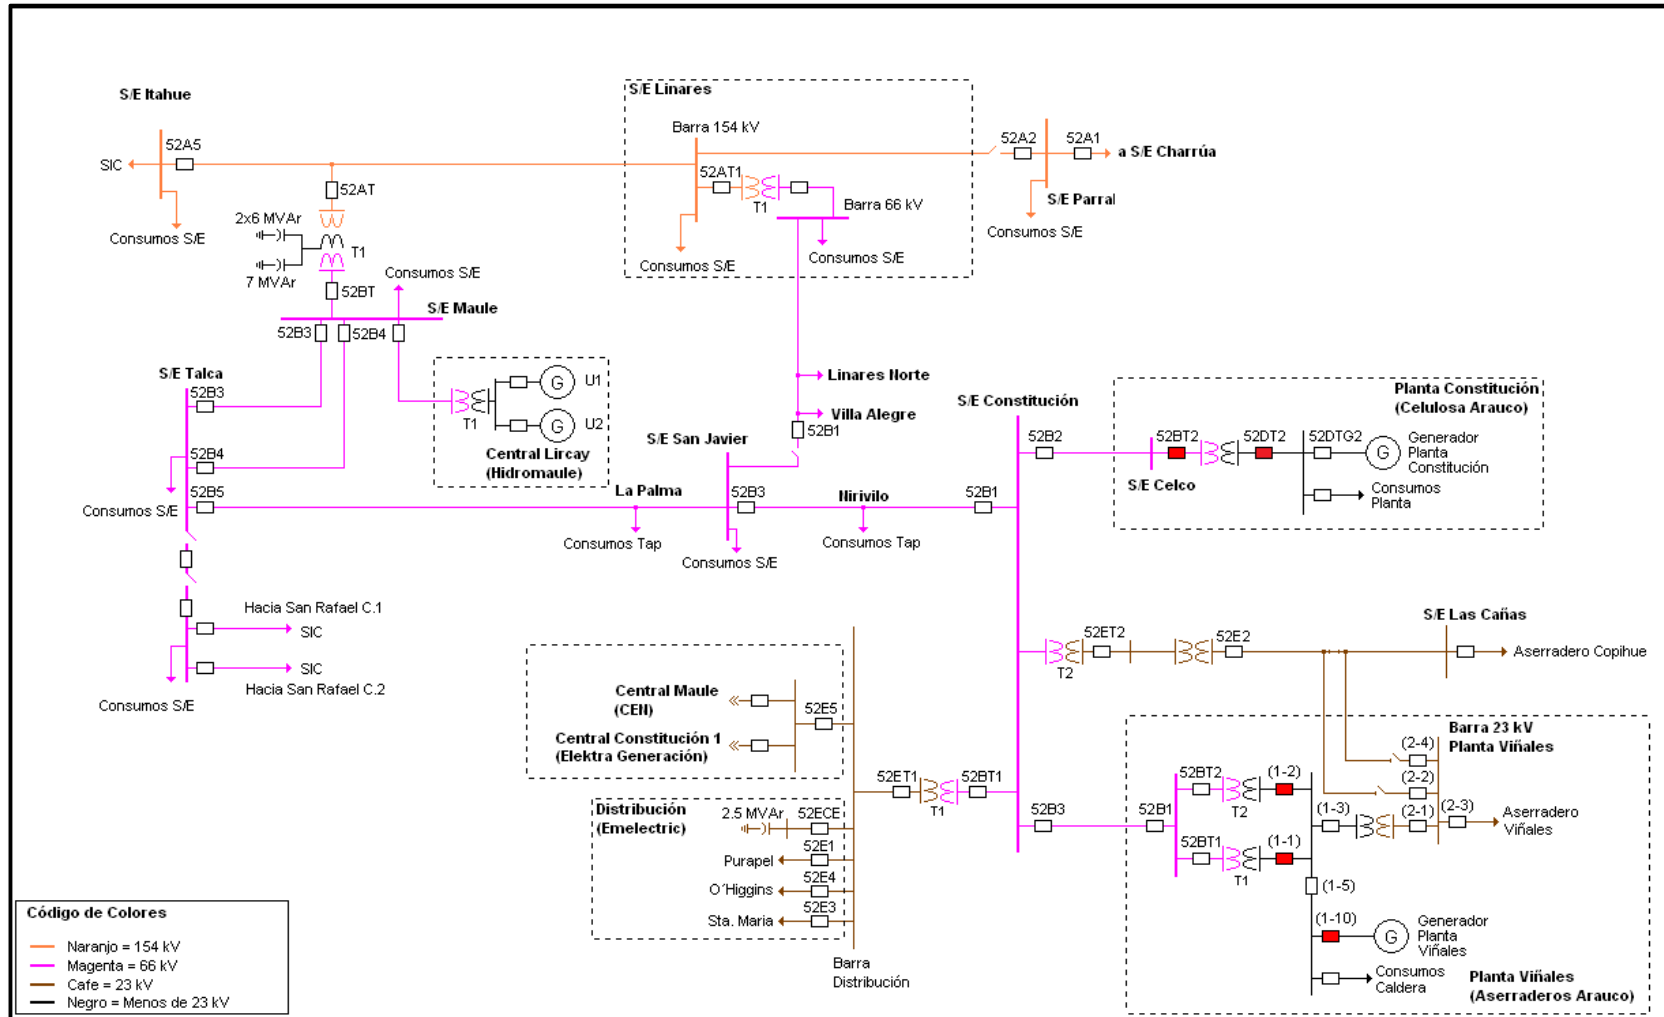 S/E Itahue
52A5
SIC
Consumos S/E
52AT
2x6 MVAr
7 MVAr
T1
52BT
Consumos S/E
S/E Maule
52B3
52B4
S/E Linares
Barra 154 kV
52AT1
T1
Barra 66 kV
Consumos S/E
Consumos S/E
52A2
52A1
a S/E Charrúa
S/E Parral
Consumos S/E
S/E Talca
52B3
52B4
52B5
Consumos S/E
T1
G
U1
G
U2
Central Lircay
(Hidromaule)
Linares Norte
Villa Alegre
52B1
S/E San Javier
La Palma
52B3
Nirivilo
52B1
Consumos Tap
Consumos S/E
Consumos Tap
S/E Constitución
52B2
Planta Constitución
(Celulosa Arauco)
52BT2
52DT2
52DTG2
G
Generador
Planta
Constitución
S/E Celco
Consumos
Planta
Hacia San Rafael C.1
SIC
SIC
Hacia San Rafael C.2
Consumos S/E
52ET2
T2
52E2
S/E Las Cañas
Aserradero Copihue
Central Maule
(CEN)
52E5
Central Constitución 1
(Elektra Generación)
52ET1
52BT1
T1
Distribución
(Emelectric)
2.5 MVAr
52ECE
52E1
Purapel
52E4
O´Higgins
52E3
Sta. Maria
Barra
Distribución
52B3
52B1
Barra 23 kV
Planta Viñales
(2-4)
(2-2)
52BT2
(1-2)
T2
(1-3)
(2-1)
(2-3)
Aserradero
Viñales
52BT1
(1-1)
T1
(1-5)
(1-10)
G
Generador
Planta
Viñales
Consumos
Caldera
Planta Viñales
(Aserraderos Arauco)
Código de Colores
Naranjo = 154 kV
Magenta = 66 kV
Cafe = 23 kV
Negro = Menos de 23 kV